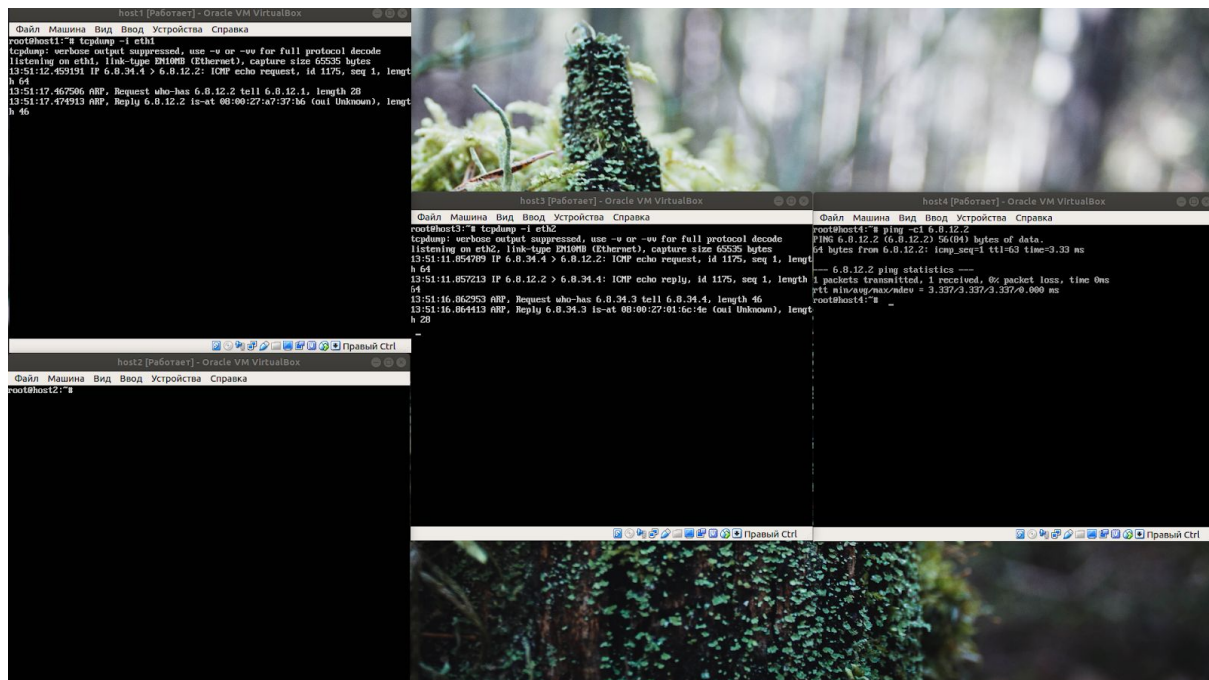 host1 [Работает] - Oracle VM VirtualBox
Файл Машина Вид Ввод Устройства Справка
root@host1:~# tcpdump -i eth1
tcpdump: verbose output suppressed, use -v or -vv for full protocol decode
listening on eth1, link-type EN10MB (Ethernet), capture size 65535 bytes
13:51:12.459191 IP 6.8.34.4 > 6.8.12.2: ICMP echo request, id 1175, seq 1, lengt
h 64
13:51:17.467506 ARP, Request who-has 6.8.12.2 tell 6.8.12.1, length 28
13:51:17.474913 ARP, Reply 6.8.12.2 is-at 08:00:27:a7:37:b6 (oui Unknown), lengt
h 46
Правый Ctrl
host2 [Работает] - Oracle VM VirtualBox
Файл Машина Вид Ввод Устройства Справка
root@host2:~#
host3 [Работает] - Oracle VM VirtualBox
Файл Машина Вид Ввод Устройства Справка
root@host3:~# tcpdump -i eth2
tcpdump: verbose output suppressed, use -v or -vv for full protocol decode
listening on eth2, link-type EN10MB (Ethernet), capture size 65535 bytes
13:51:11.854789 IP 6.8.34.4 > 6.8.12.2: ICMP echo request, id 1175, seq 1, lengt
h 64
13:51:11.857213 IP 6.8.12.2 > 6.8.34.4: ICMP echo reply, id 1175, seq 1, length
64
13:51:16.862953 ARP, Request who-has 6.8.34.3 tell 6.8.34.4, length 46
13:51:16.864413 ARP, Reply 6.8.34.3 is-at 08:00:27:01:6c:4e (oui Unknown), lengt
h 28
Правый Ctrl
host4 [Работает] - Oracle VM VirtualBox
Файл Машина Вид Ввод Устройства Справка
root@host4:~# ping -c1 6.8.12.2
PING 6.8.12.2 (6.8.12.2) 56(84) bytes of data.
64 bytes from 6.8.12.2: icmp_seq=1 ttl=63 time=3.33 ms
--- 6.8.12.2 ping statistics ---
1 packets transmitted, 1 received, 0% packet loss, time 0ms
rtt min/avg/max/mdev = 3.337/3.337/3.337/0.000 ms
root@host4:~#
Правый Ctrl